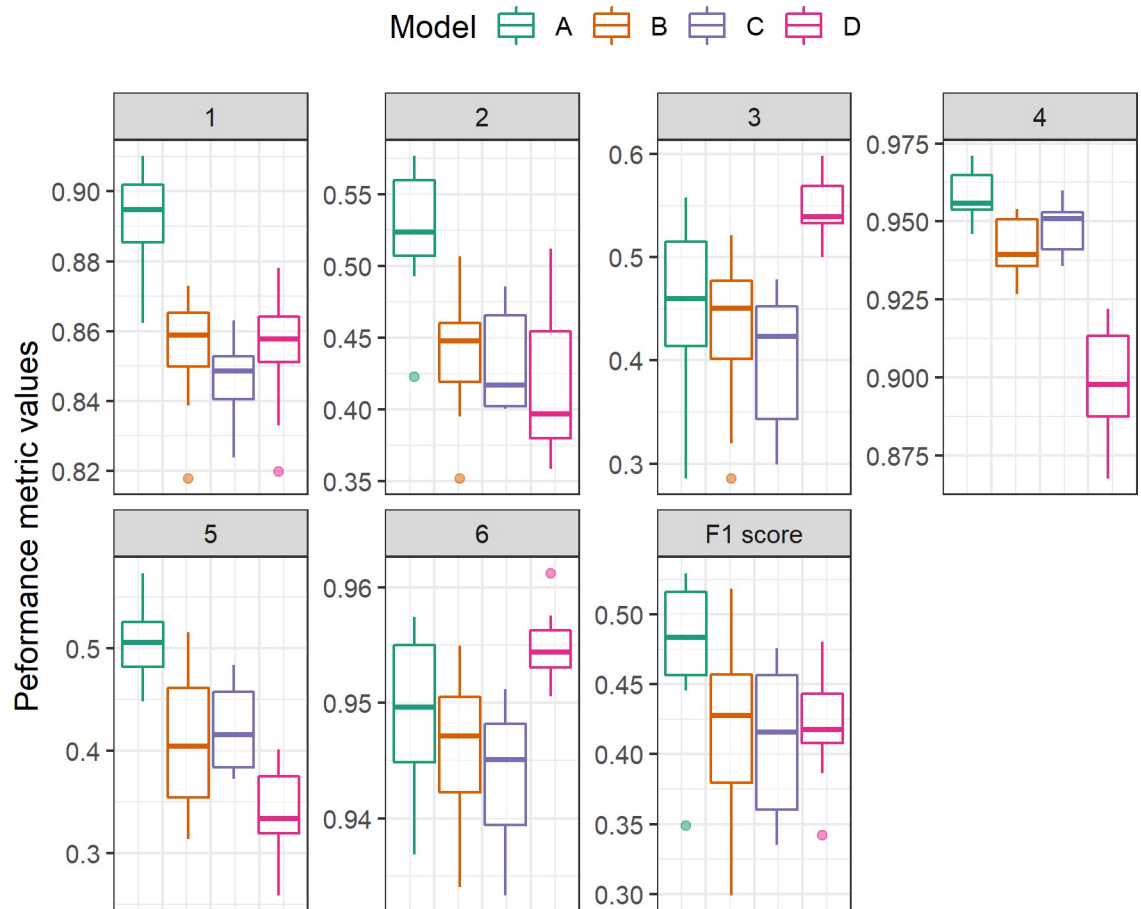 Model A B C D
1 2 3 4
0.90 0.88 0.86 0.84 0.82
0.55 0.50 0.45 0.40 0.35
0.6 0.5 0.4 0.3
0.975 0.950 0.925 0.900 0.875
Peformance metric values
5 6 F1 score
0.5 0.4 0.3
0.96 0.95 0.94
0.50 0.45 0.40 0.35 0.30